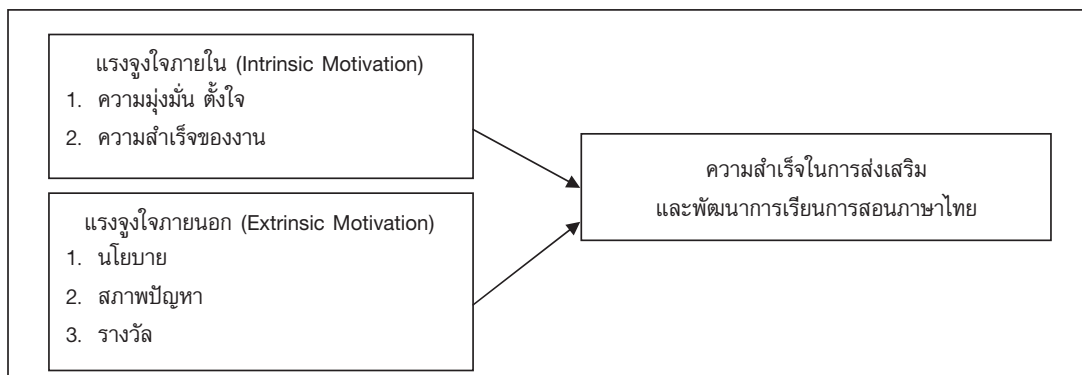 แรงจูงใจภายใน (Intrinsic Motivation)
1. ความมุ่งมั่น ตั้งใจ
2. ความสำเร็จของงาน
แรงจูงใจภายนอก (Extrinsic Motivation)
1. นโยบาย
2. สภาพปัญหา
3. รางวัล
ความสำเร็จในการส่งเสริม
และพัฒนาการเรียนการสอนภาษาไทย